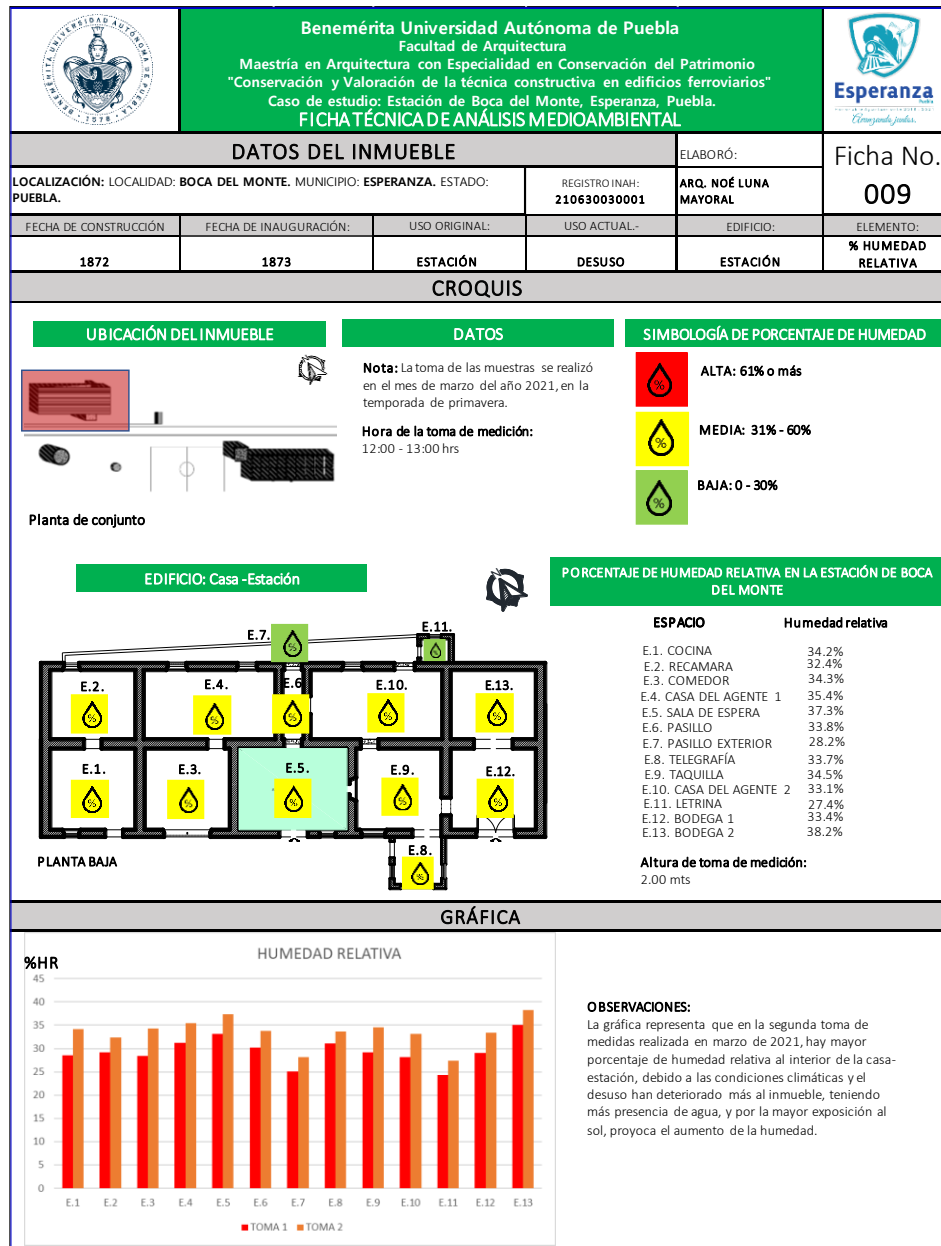 Benemérita Universidad Autónoma de Puebla
Facultad de Arquitectura
Maestría en Arquitectura con Especialidad en Conservación del Patrimonio
"Conservación y Valoración de la técnica constructiva en edificios ferroviarios"
Caso de estudio: Estación de Boca del Monte, Esperanza, Puebla.
FICHA TÉCNICA DE ANÁLISIS MEDIOAMBIENTAL
BENEMÉRITA UNIVERSIDAD AUTÓNOMA DE PUEBLA
1578
Esperanza
Puebla
Avanzando juntos.
DATOS DEL INMUEBLE
ELABORÓ:
Ficha No.
009
LOCALIZACIÓN: LOCALIDAD: BOCA DEL MONTE. MUNICIPIO: ESPERANZA. ESTADO:
PUEBLA.
REGISTRO INAH:
210630030001
ARQ. NOÉ LUNA
MAYORAL
FECHA DE CONSTRUCCIÓN
FECHA DE INAUGURACIÓN:
USO ORIGINAL:
USO ACTUAL.-
EDIFICIO:
ELEMENTO:
1872
1873
ESTACIÓN
DESUSO
ESTACIÓN
% HUMEDAD
RELATIVA
CROQUIS
UBICACIÓN DEL INMUEBLE
Planta de conjunto
DATOS
Nota: La toma de las muestras se realizó
en el mes de marzo del año 2021, en la
temporada de primavera.
Hora de la toma de medición:
12:00 - 13:00 hrs
SIMBOLOGÍA DE PORCENTAJE DE HUMEDAD
% ALTA: 61% o más
% MEDIA: 31% - 60%
% BAJA: 0 - 30%
EDIFICIO: Casa -Estación
E.7.
%
E.11.
%
E.2.
%
E.4.
%
E.6
%
E.10.
%
E.13.
%
E.1.
%
E.3.
%
E.5.
%
E.9.
%
E.12.
%
E.8.
%
PLANTA BAJA
PORCENTAJE DE HUMEDAD RELATIVA EN LA ESTACIÓN DE BOCA
DEL MONTE
ESPACIO Humedad relativa
E.1. COCINA 34.2%
E.2. RECAMARA 32.4%
E.3. COMEDOR 34.3%
E.4. CASA DEL AGENTE 1 35.4%
E.5. SALA DE ESPERA 37.3%
E.6. PASILLO 33.8%
E.7. PASILLO EXTERIOR 28.2%
E.8. TELEGRAFÍA 33.7%
E.9. TAQUILLA 34.5%
E.10. CASA DEL AGENTE 2 33.1%
E.11. LETRINA 27.4%
E.12. BODEGA 1 33.4%
E.13. BODEGA 2 38.2%
Altura de toma de medición:
2.00 mts
GRÁFICA
%HR
HUMEDAD RELATIVA
45
40
35
30
25
20
15
10
5
0
E.1 E.2 E.3 E.4 E.5 E.6 E.7 E.8 E.9 E.10 E.11 E.12 E.13
TOMA 1 TOMA 2
OBSERVACIONES:
La gráfica representa que en la segunda toma de
medidas realizada en marzo de 2021, hay mayor
porcentaje de humedad relativa al interior de la casa-
estación, debido a las condiciones climáticas y el
desuso han deteriorado más al inmueble, teniendo
más presencia de agua, y por la mayor exposición al
sol, proyoca el aumento de la humedad.